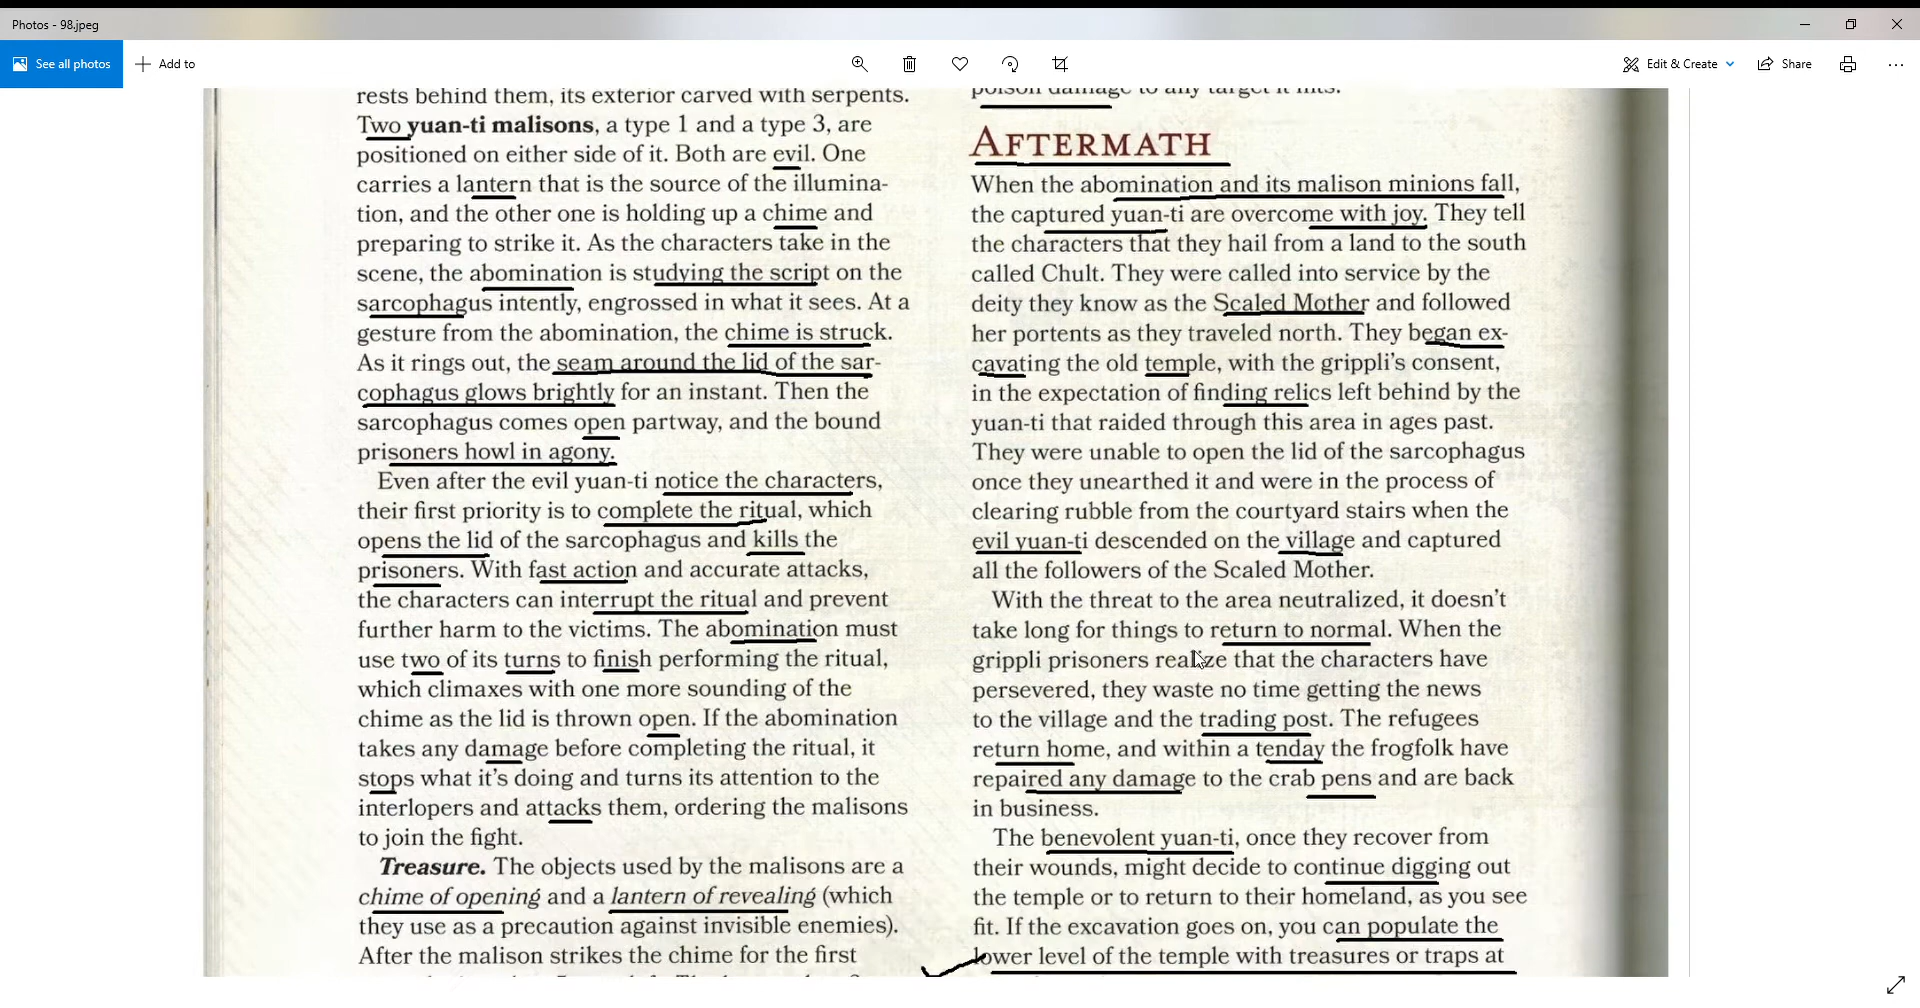 Photos - 98.jpeg
See all photos
Add to
Edit & Create
Share
rests behind them, its exterior carved with serpents.
Two yuan-ti malisons, a type 1 and a type 3, are
positioned on either side of it. Both are evil. One
carries a lantern that is the source of the illumina-
tion, and the other one is holding up a chime and
preparing to strike it. As the characters take in the
scene, the abomination is studying the script on the
sarcophagus intently, engrossed in what it sees. At a
gesture from the abomination, the chime is struck.
As it rings out, the seam around the lid of the sar-
cophagus glows brightly for an instant. Then the
sarcophagus comes open partway, and the bound
prisoners howl in agony.
Even after the evil yuan-ti notice the characters,
their first priority is to complete the ritual, which
opens the lid of the sarcophagus and kills the
prisoners. With fast action and accurate attacks,
the characters can interrupt the ritual and prevent
further harm to the victims. The abomination must
use two of its turns to finish performing the ritual,
which climaxes with one more sounding of the
chime as the lid is thrown open. If the abomination
takes any damage before completing the ritual, it
stops what it's doing and turns its attention to the
interlopers and attacks them, ordering the malisons
to join the fight.
Treasure. The objects used by the malisons are a
chime of opening and a lantern of revealing (which
they use as a precaution against invisible enemies).
After the malison strikes the chime for the first
poison damage to any target it hits.
AFTERMATH
When the abomination and its malison minions fall,
the captured yuan-ti are overcome with joy. They tell
the characters that they hail from a land to the south
called Chult. They were called into service by the
deity they know as the Scaled Mother and followed
her portents as they traveled north. They began ex-
cavating the old temple, with the grippli's consent,
in the expectation of finding relics left behind by the
yuan-ti that raided through this area in ages past.
They were unable to open the lid of the sarcophagus
once they unearthed it and were in the process of
clearing rubble from the courtyard stairs when the
evil yuan-ti descended on the village and captured
all the followers of the Scaled Mother.
With the threat to the area neutralized, it doesn't
take long for things to return to normal. When the
grippli prisoners realize that the characters have
persevered, they waste no time getting the news
to the village and the trading post. The refugees
return home, and within a tenday the frogfolk have
repaired any damage to the crab pens and are back
in business.
The benevolent yuan-ti, once they recover from
their wounds, might decide to continue digging out
the temple or to return to their homeland, as you see
fit. If the excavation goes on, you can populate the
lower level of the temple with treasures or traps at